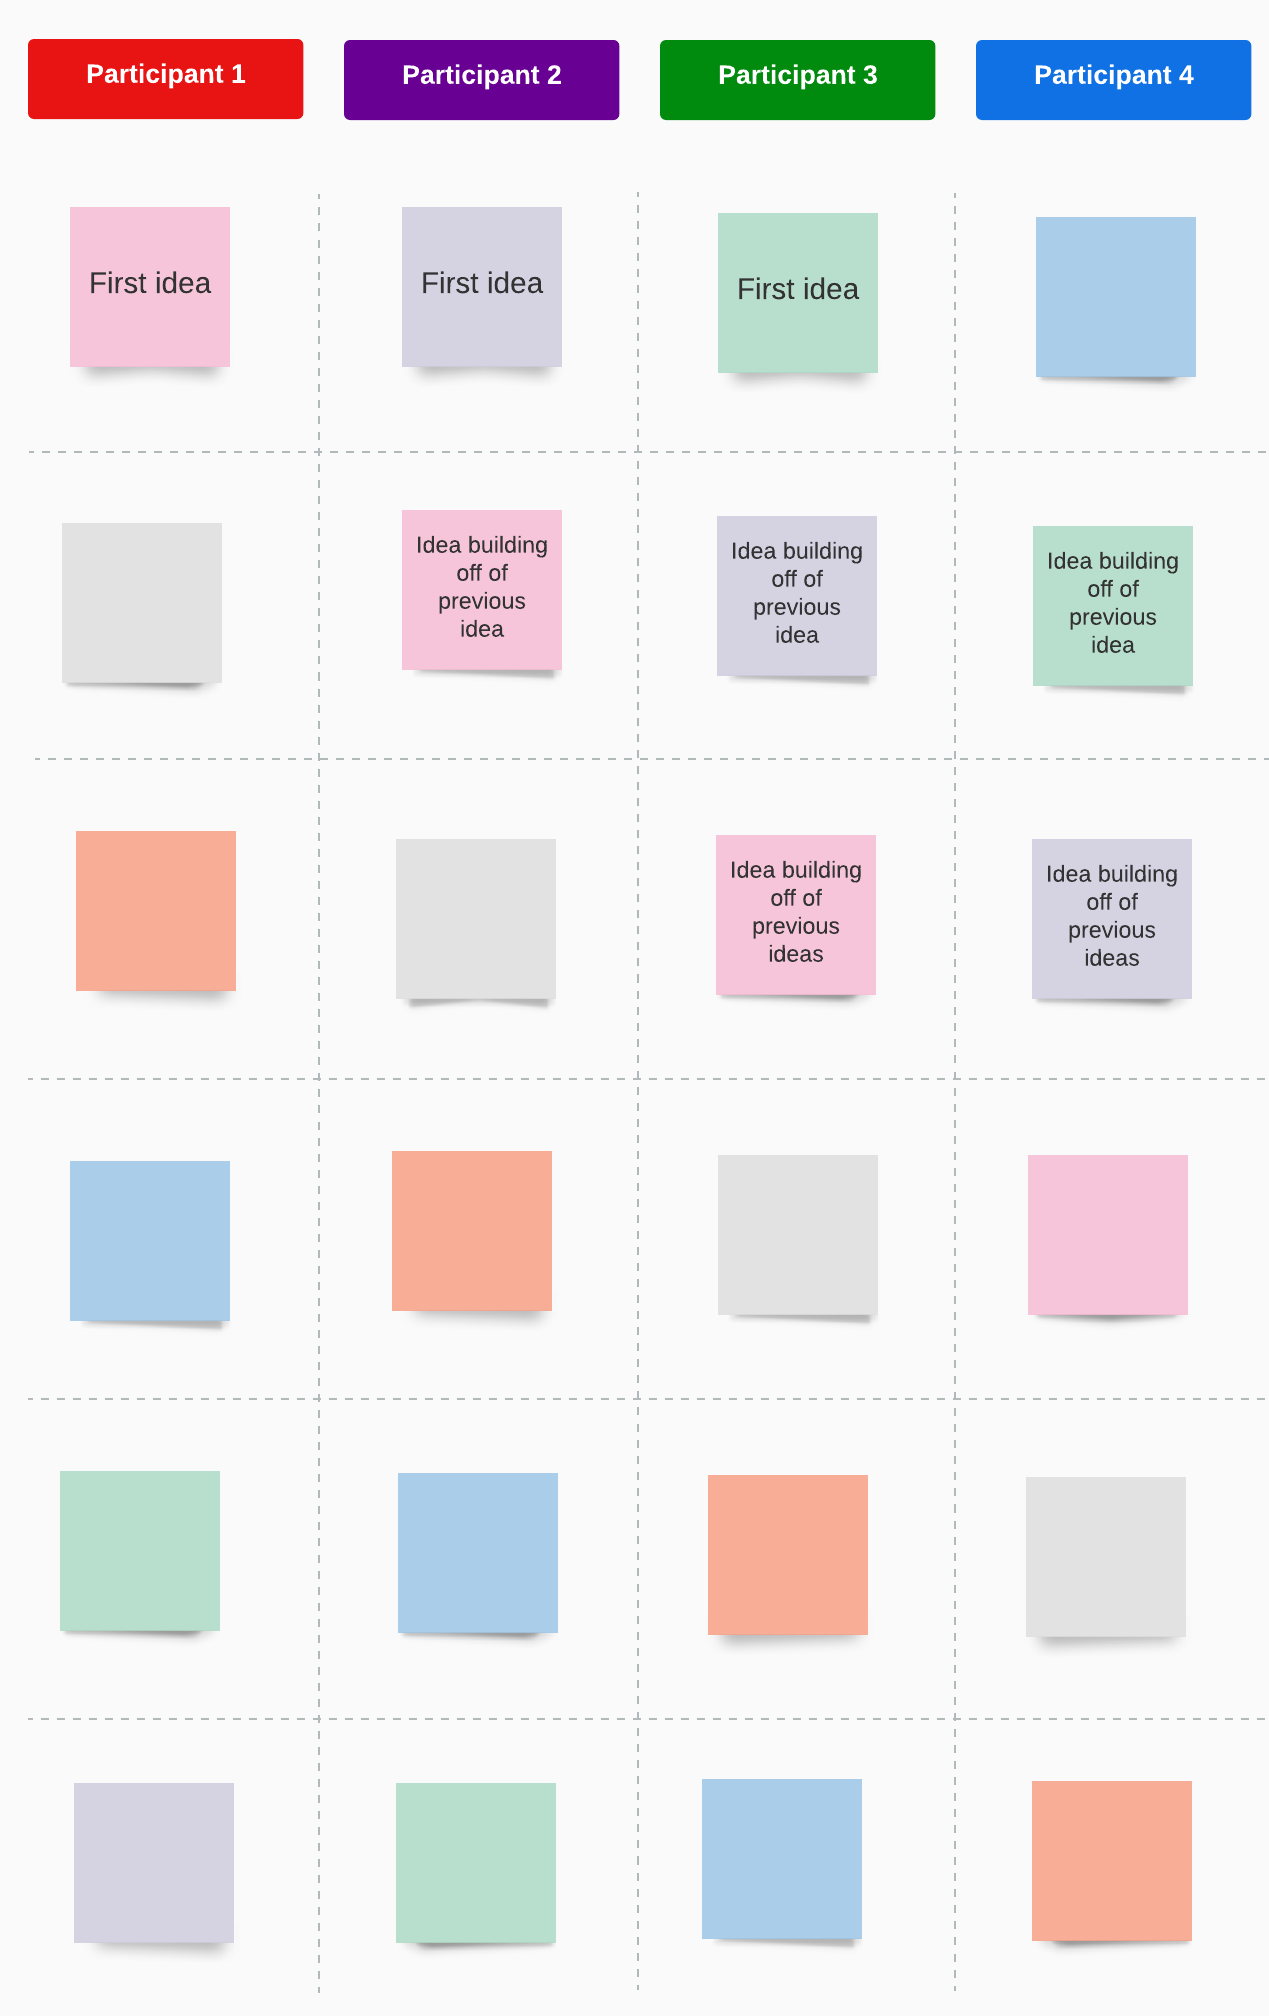 Participant 1
Participant 2
Participant 3
Participant 4
First idea
First idea
First idea
Idea building
off of
previous
idea
Idea building
off of
previous
idea
Idea building
off of
previous
idea
Idea building
off of
previous
ideas
Idea building
off of
previous
ideas